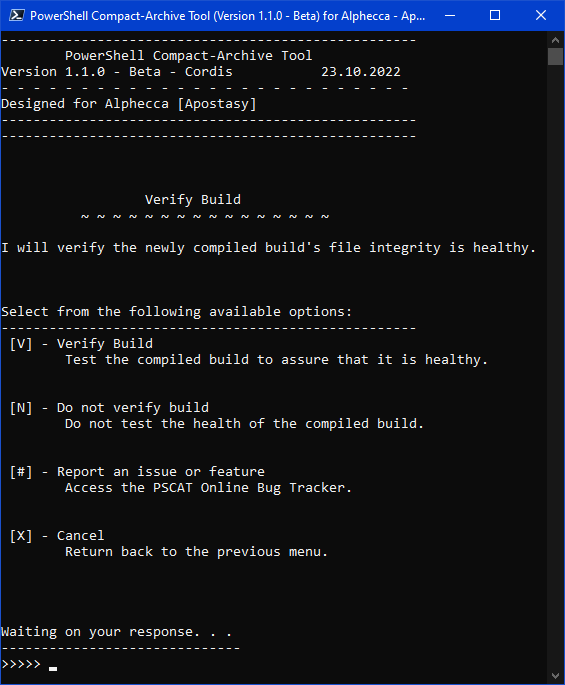 PowerShell Compact-Archive Tool (Version 1.1.0 - Beta) for Alphecca - Ap...
----------------------------------------------------
PowerShell Compact-Archive Tool
Version 1.1.0 - Beta - Cordis 23.10.2022
- - - - - - - - - - - - - - - - - - - - - - - - - -
Designed for Alphecca [Apostasy]
----------------------------------------------------
----------------------------------------------------
Verify Build
~ ~ ~ ~ ~ ~ ~ ~ ~ ~ ~ ~ ~ ~ ~ ~
I will verify the newly compiled build's file integrity is healthy.
Select from the following available options:
----------------------------------------------------
[V] - Verify Build
Test the compiled build to assure that it is healthy.
[N] - Do not verify build
Do not test the health of the compiled build.
[#] - Report an issue or feature
Access the PSCAT Online Bug Tracker.
[X] - Cancel
Return back to the previous menu.
Waiting on your response. . .
------------------------------
>>>>> _